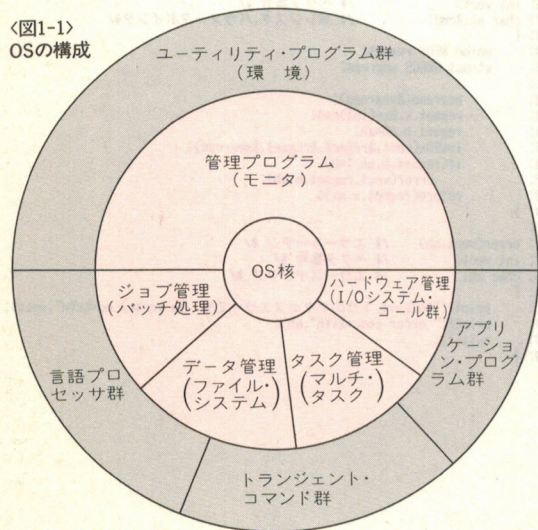 〈図1-1〉
OSの構成
ユーティリティ・プログラム群
(環 境)
管理プログラム
(モニタ)
OS核
ジョブ管理
(バッチ処理)
ハードウェア管理
(I/Oシステム・
コール群)
データ管理
(ファイル・
システム)
タスク管理
(マルチ・
タスク)
言語プロ
セッサ群
アプリ
ケーショ
ン・プログ
ラム群
トランジェント・
コマンド群